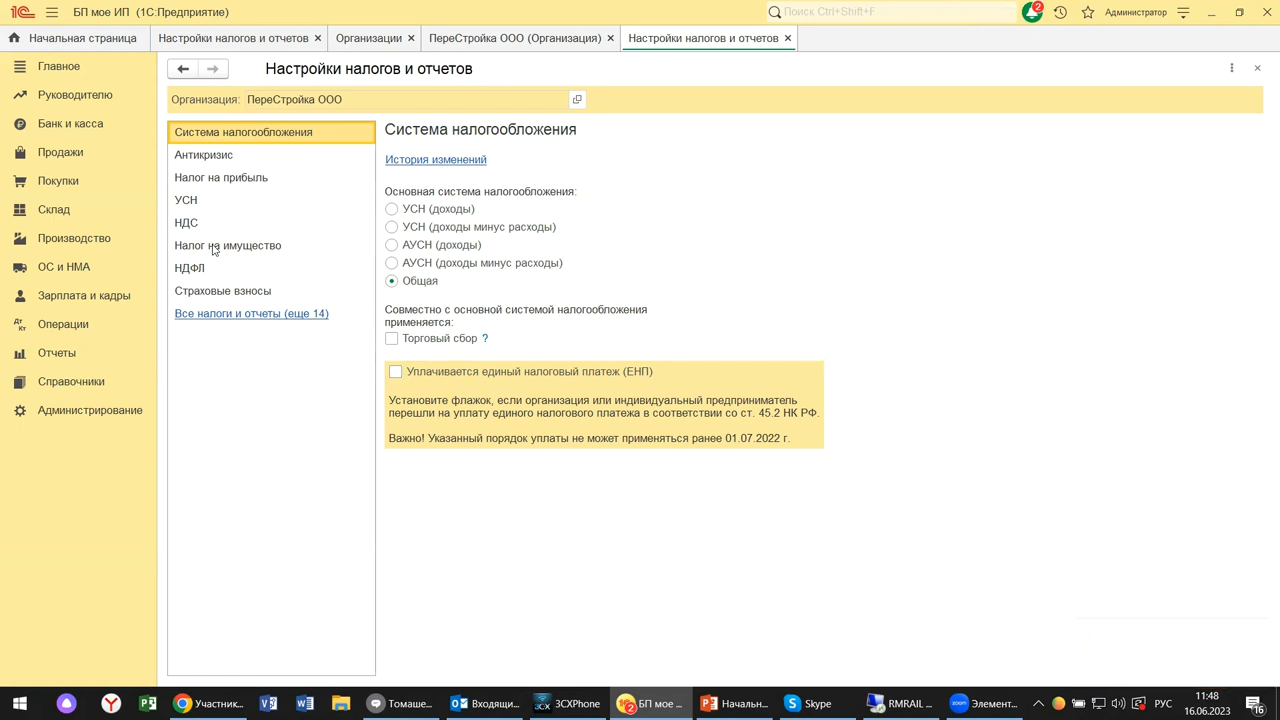 БП мое ИП (1С:Предприятие)
Поиск Ctrl+Shift+F
2
Администратор
Начальная страница
Настройки налогов и отчетов
Организации
ПереСтройка ООО (Организация)
Настройки налогов и отчетов
Главное
Руководителю
Банк и касса
Продажи
Покупки
Склад
Производство
ОС и НМА
Зарплата и кадры
Операции
Отчеты
Справочники
Администрирование
Настройки налогов и отчетов
Организация: ПереСтройка ООО
Система налогообложения
Антикризис
Налог на прибыль
УСН
НДС
Налог на имущество
НДФЛ
Страховые взносы
Все налоги и отчеты (еще 14)
Система налогообложения
История изменений
Основная система налогообложения:
УСН (доходы)
УСН (доходы минус расходы)
АУСН (доходы)
АУСН (доходы минус расходы)
Общая
Совместно с основной системой налогообложения
применяется:
Торговый сбор ?
Уплачивается единый налоговый платеж (ЕНП)
Установите флажок, если организация или индивидуальный предприниматель
перешли на уплату единого налогового платежа в соответствии со ст. 45.2 НК РФ.
Важно! Указанный порядок уплаты не может применяться ранее 01.07.2022 г.
Участник...
Томаше...
Входящи...
3CXPhone
БП мое ...
Начальн...
Skype
RMRAIL ...
Элемент...
РУС
11:48
16.06.2023
16